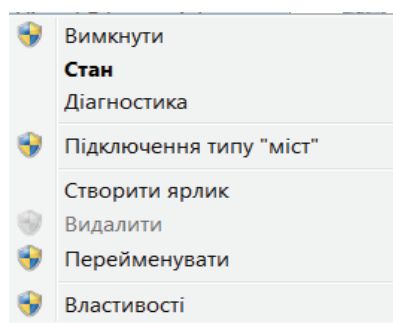 Вимкнути
Стан
Діагностика
Підключення типу "міст"
Створити ярлик
Видалити
Перейменувати
Властивості